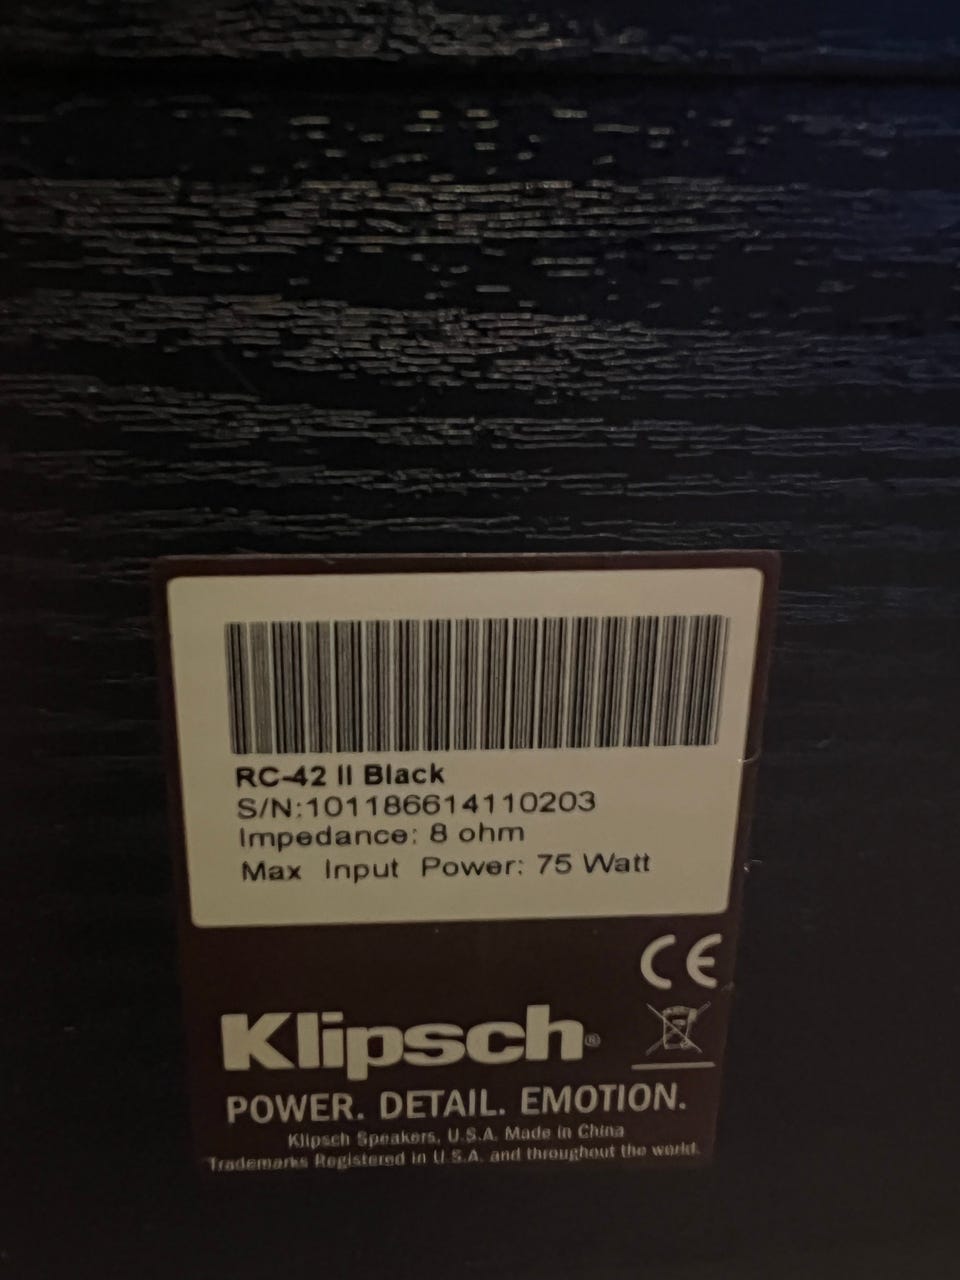 RC-42 II Black
S/N:101186614110203
Impedance: 8 ohm
Max Input Power: 75 Watt
CE
Klipsch®
POWER. DETAIL. EMOTION.
Klipsch Speakers, U.S.A. Made in China
Trademarks Registered in U.S.A. and throughout the world.